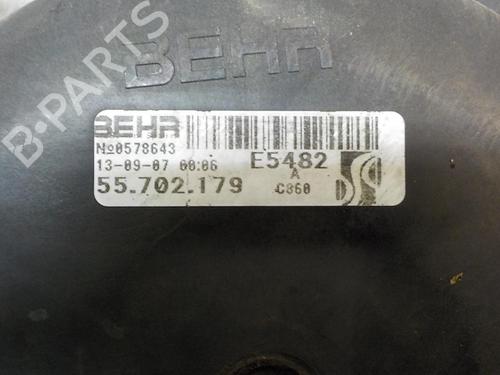 BEHR
BEHR
№0578643
13-09-07 00:06
E5482
A
55.702.179
C360
B-PARTS